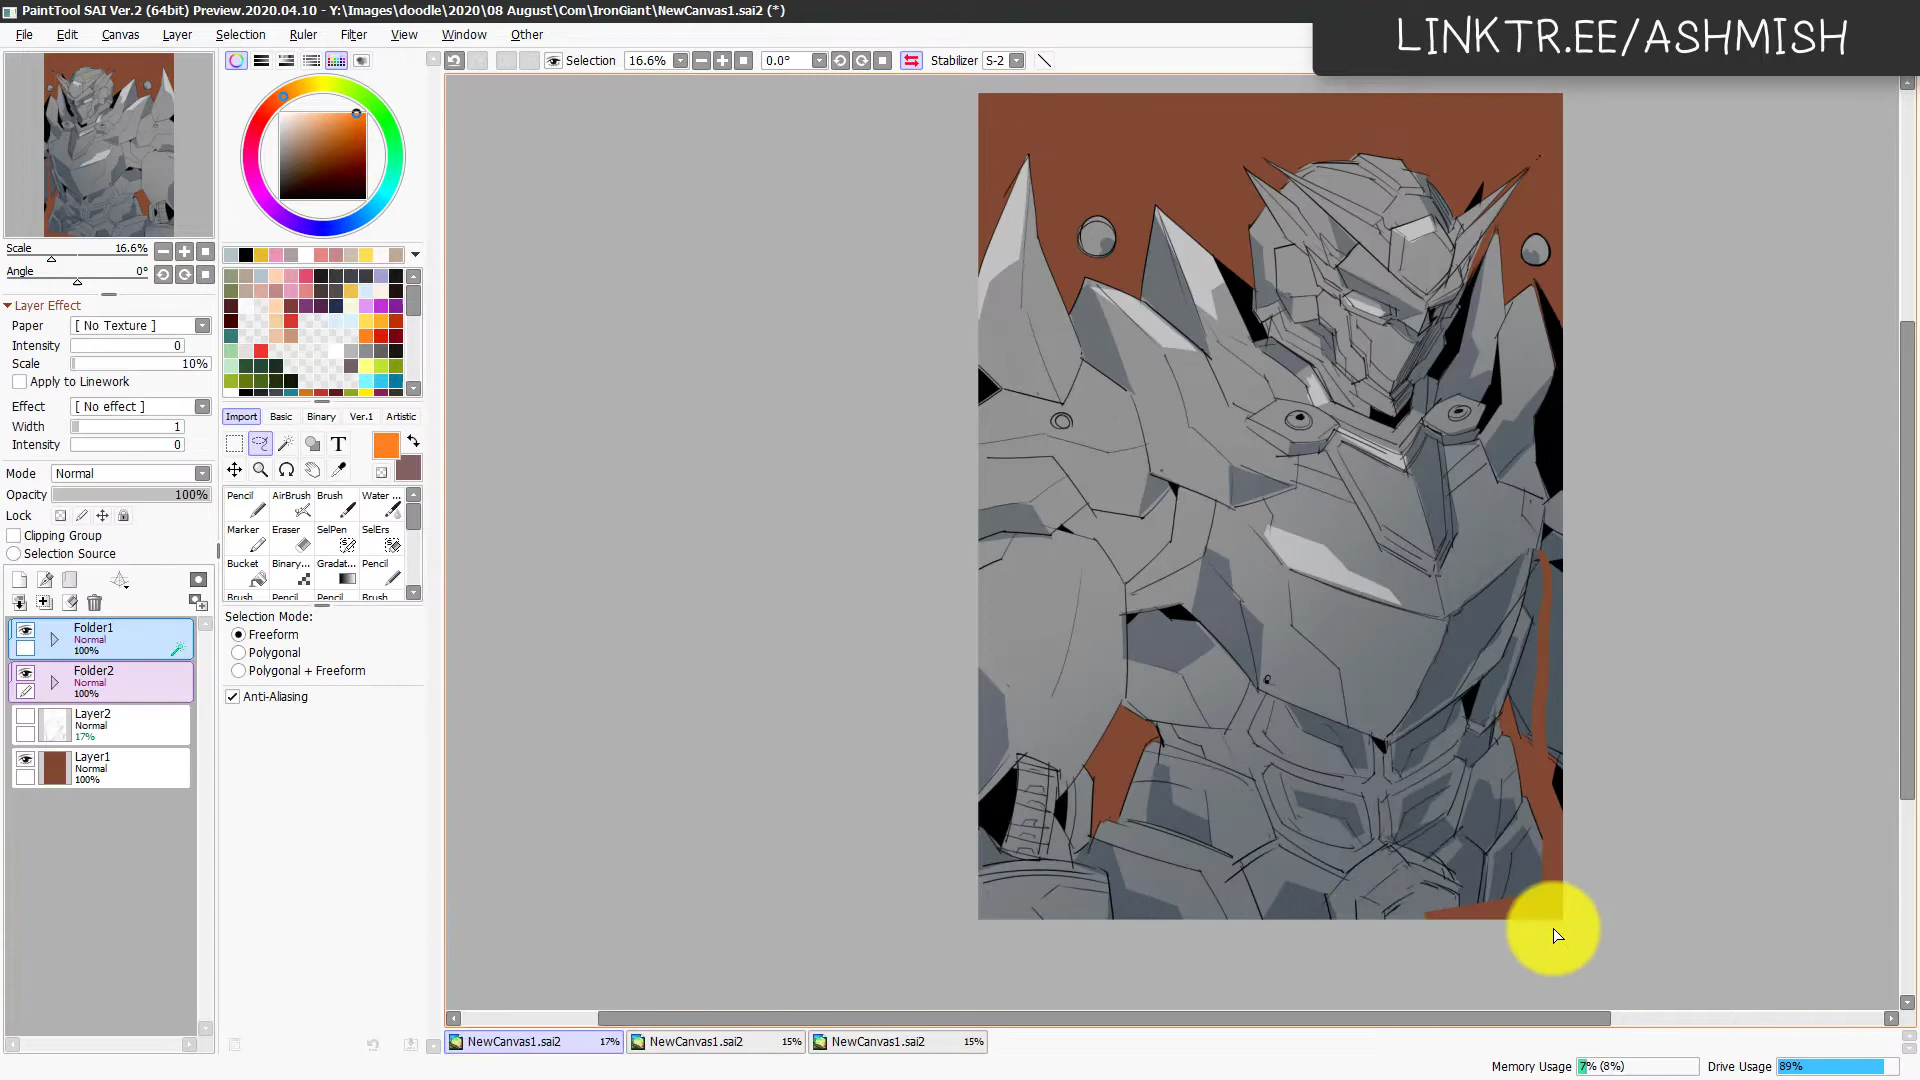 PaintTool SAI Ver.2 (64bit) Preview.2020.04.10 - Y:\Images\doodle\2020\08 August\Com\IronGiant\NewCanvas1.sai2 (*)
LINKTR.EE/ASHMISH
File Edit Canvas Layer Selection Ruler Filter View Window Other
Selection 16.6% 0.0° Stabilizer S-2
Scale 16.6%
Angle 0°
Layer Effect
Paper [ No Texture ]
Intensity 0
Scale 10%
Apply to Linework
Effect [ No effect ]
Width 1
Intensity 0
Mode Normal
Opacity 100%
Lock
Clipping Group
Selection Source
Folder1
Normal
100%
Folder2
Normal
100%
Layer2
Normal
17%
Layer1
Normal
100%
Import Basic Binary Ver.1 Artistic
T
Pencil AirBrush Brush Water ...
Marker Eraser SelPen SelErs
Bucket Binary... Gradat... Pencil
Brush Pencil Pencil Brush
Selection Mode:
Freeform
Polygonal
Polygonal + Freeform
Anti-Aliasing
NewCanvas1.sai2 17% NewCanvas1.sai2 15% NewCanvas1.sai2 15%
Memory Usage 7% (8%) Drive Usage 89%